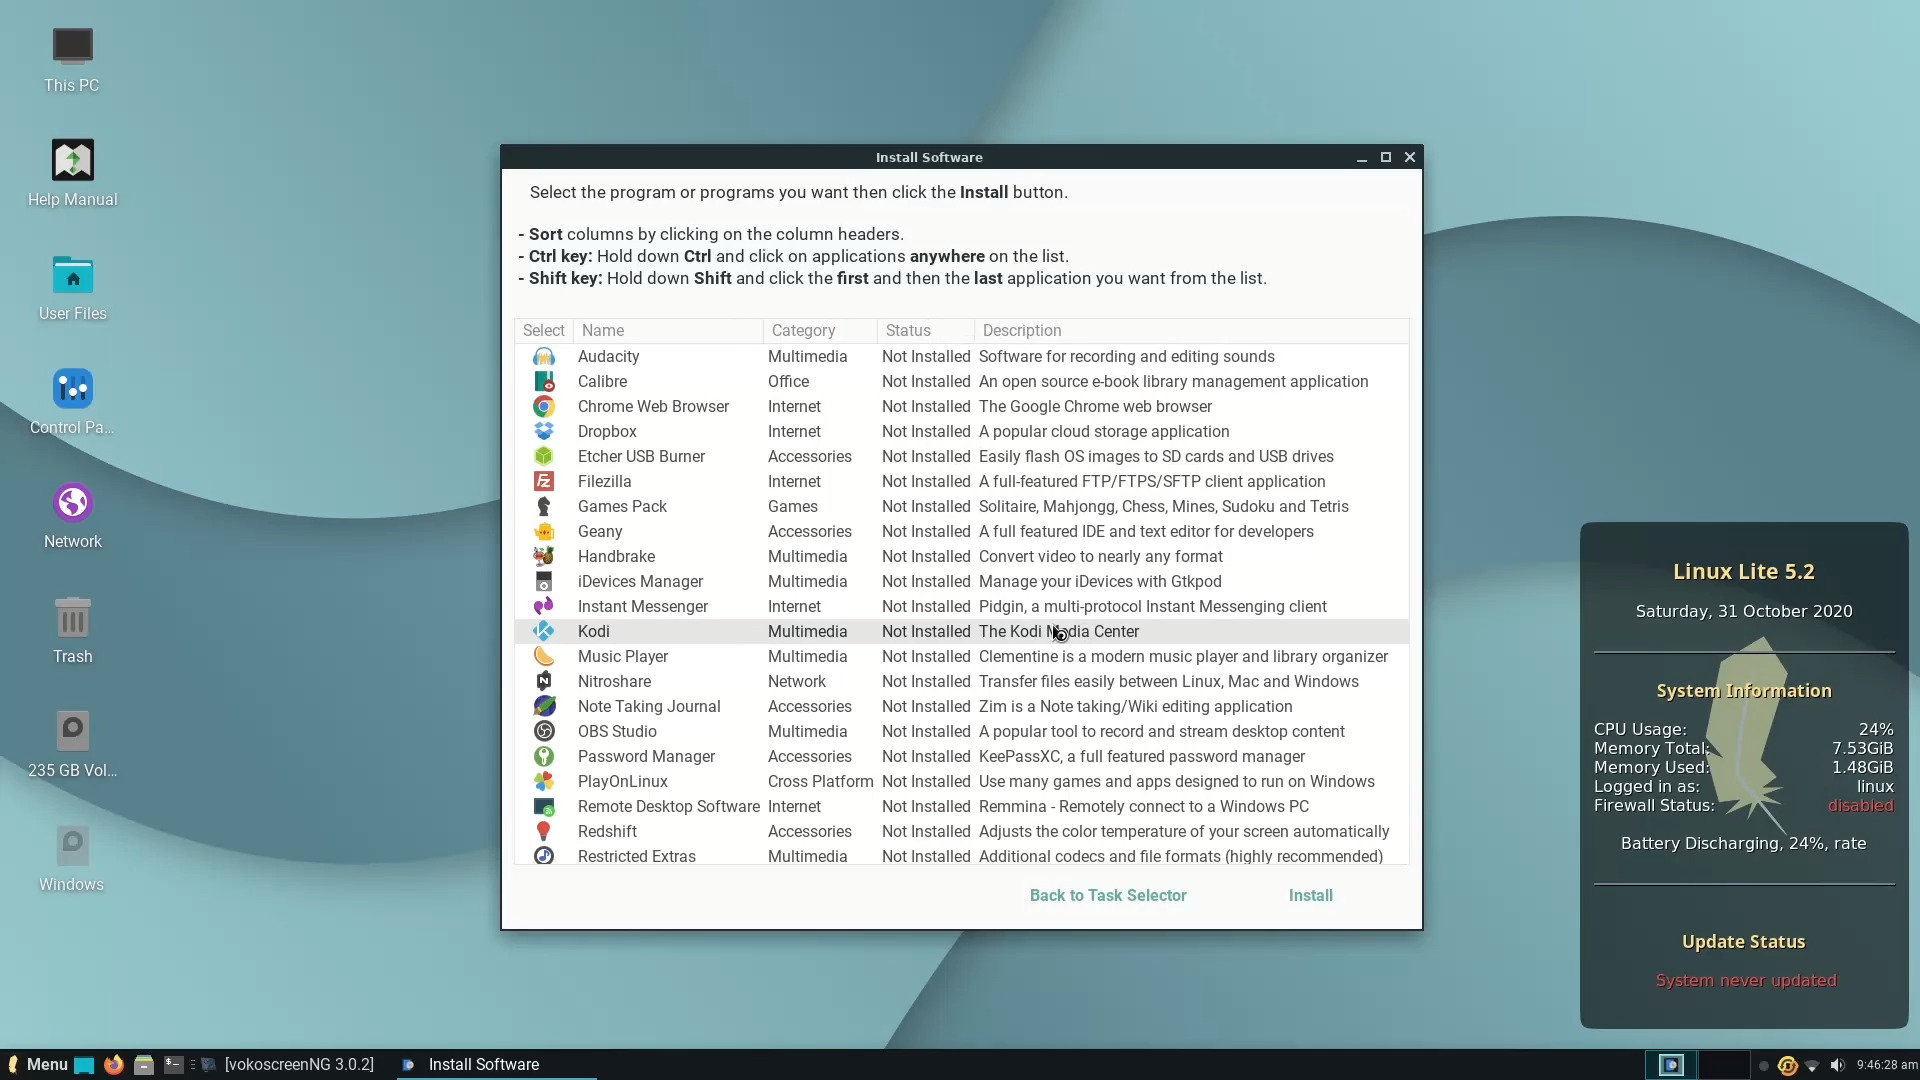 This PC
Help Manual
User Files
Control Pa...
Network
Trash
235 GB Vol...
Windows
Install Software
Select the program or programs you want then click the Install button.
- Sort columns by clicking on the column headers.
- Ctrl key: Hold down Ctrl and click on applications anywhere on the list.
- Shift key: Hold down Shift and click the first and then the last application you want from the list.
Select Name Category Status Description
Audacity Multimedia Not Installed Software for recording and editing sounds
Calibre Office Not Installed An open source e-book library management application
Chrome Web Browser Internet Not Installed The Google Chrome web browser
Dropbox Internet Not Installed A popular cloud storage application
Etcher USB Burner Accessories Not Installed Easily flash OS images to SD cards and USB drives
Filezilla Internet Not Installed A full-featured FTP/FTPS/SFTP client application
Games Pack Games Not Installed Solitaire, Mahjongg, Chess, Mines, Sudoku and Tetris
Geany Accessories Not Installed A full featured IDE and text editor for developers
Handbrake Multimedia Not Installed Convert video to nearly any format
iDevices Manager Multimedia Not Installed Manage your iDevices with Gtkpod
Instant Messenger Internet Not Installed Pidgin, a multi-protocol Instant Messenging client
Kodi Multimedia Not Installed The Kodi Media Center
Music Player Multimedia Not Installed Clementine is a modern music player and library organizer
Nitroshare Network Not Installed Transfer files easily between Linux, Mac and Windows
Note Taking Journal Accessories Not Installed Zim is a Note taking/Wiki editing application
OBS Studio Multimedia Not Installed A popular tool to record and stream desktop content
Password Manager Accessories Not Installed KeePassXC, a full featured password manager
PlayOnLinux Cross Platform Not Installed Use many games and apps designed to run on Windows
Remote Desktop Software Internet Not Installed Remmina - Remotely connect to a Windows PC
Redshift Accessories Not Installed Adjusts the color temperature of your screen automatically
Restricted Extras Multimedia Not Installed Additional codecs and file formats (highly recommended)
Back to Task Selector Install
Linux Lite 5.2
Saturday, 31 October 2020
System Information
CPU Usage: 24%
Memory Total: 7.53GiB
Memory Used: 1.48GiB
Logged in as: linux
Firewall Status: disabled
Battery Discharging, 24%, rate
Update Status
System never updated
Menu [vokoscreenNG 3.0.2] Install Software 9:46:28 am